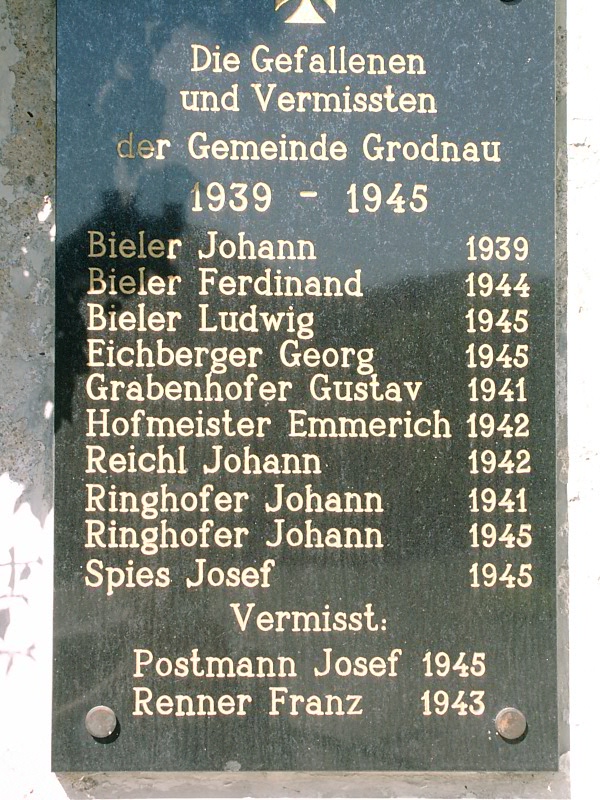 Die Gefallenen
und Vermissten
der Gemeinde Grodnau
1939 - 1945
Bieler Johann 1939
Bieler Ferdinand 1944
Bieler Ludwig 1945
Eichberger Georg 1945
Grabenhofer Gustav 1941
Hofmeister Emmerich 1942
Reichl Johann 1942
Ringhofer Johann 1941
Ringhofer Johann 1945
Spies Josef 1945
Vermisst:
Postmann Josef 1945
Renner Franz 1943